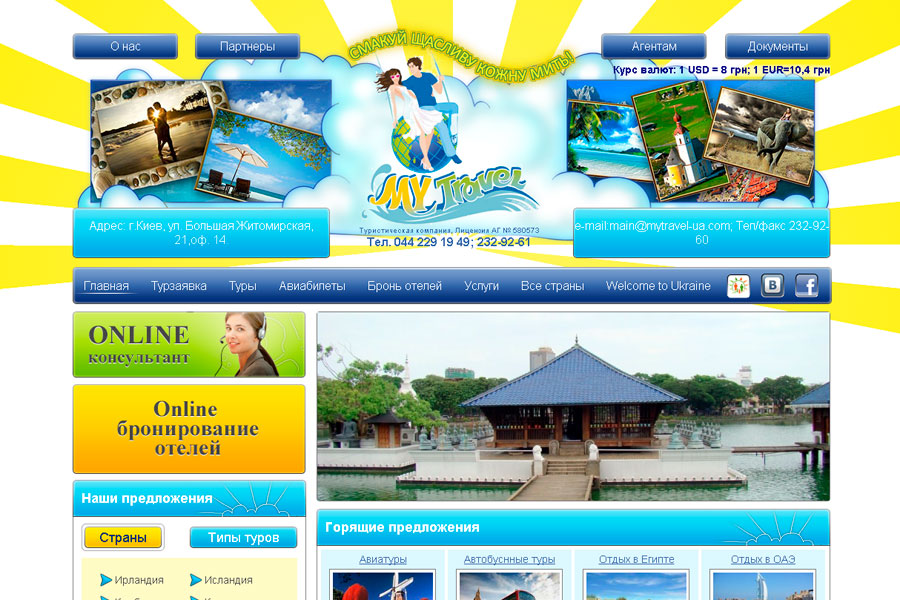 О нас
Партнеры
СМАКУЙ ЩАСЛИВУ КОЖНУ МИТЬ!
Агентам
Документы
Курс валют: 1 USD = 8 грн; 1 EUR=10,4 грн
MY Travel
Адрес: г.Киев, ул. Большая Житомирская,
21,оф. 14
Туристическая компания, Лицензия АГ № 580573
Тел. 044 229 19 49; 232-92-61
e-mail:main@mytravel-ua.com; Тел/факс 232-92-
60
Главная
Турзаявка
Туры
Авиабилеты
Бронь отелей
Услуги
Все страны
Welcome to Ukraine
B
f
ONLINE
консультант
Online
бронирование
отелей
Наши предложения
Страны
Типы туров
Ирландия
Исландия
Горящие предложения
Авиатуры
Автобусные туры
Отдых в Египте
Отдых в ОАЭ